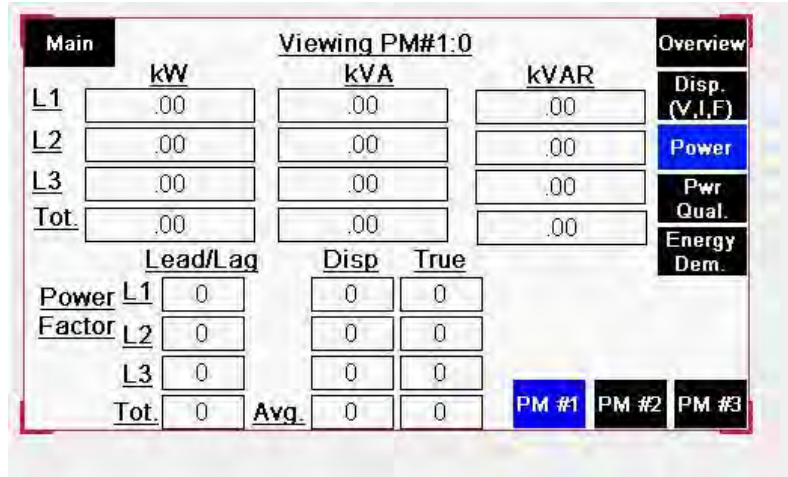 Main
Viewing PM#1:0
Overview
kW kVA kVAR
Disp.
(V,I,F)
L1 .00 .00 .00
L2 .00 .00 .00
Power
L3 .00 .00 .00
Pwr
Qual.
Tot. .00 .00 .00
Energy
Dem.
Lead/Lag Disp True
Power
Factor
L1 0 0 0
L2 0 0 0
L3 0 0 0
Tot. 0 Avg. 0 0
PM #1 PM #2 PM #3